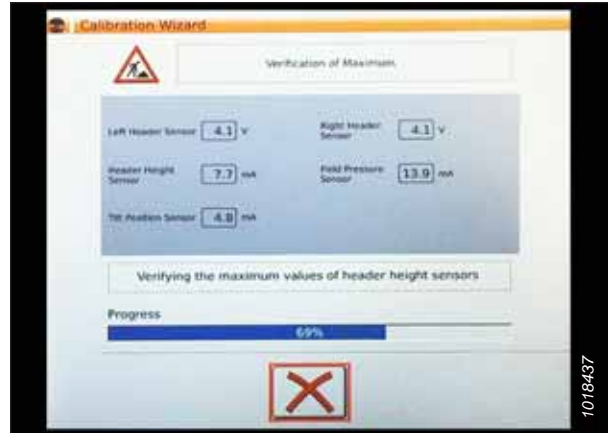 Calibration Wizard
Verification of Maximum
Left Header Sensor 4.1 V
Right Header Sensor 4.1 V
Header Height Sensor 7.7 mA
Field Pressure Sensor 13.9 mA
Tilt Position Sensor 4.8 mA
Verifying the maximum values of header height sensors
Progress
69%
1018437